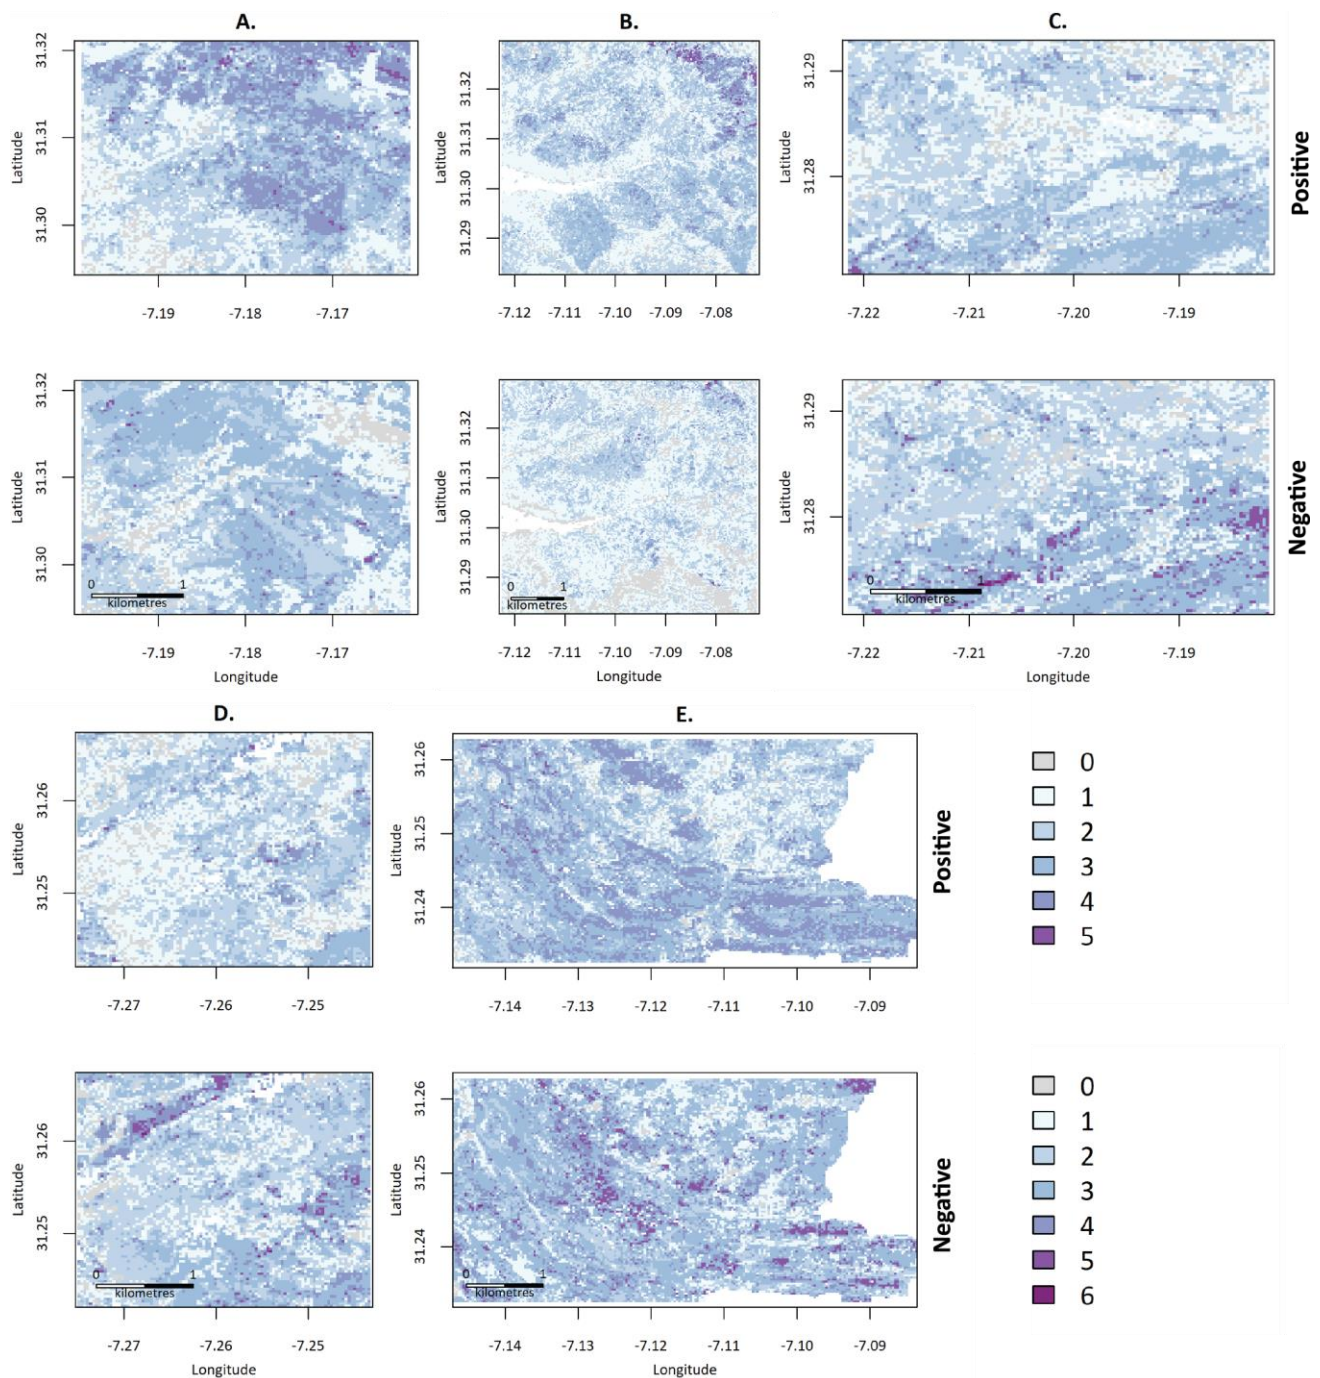 A. B. C.
Latitude 31.32 31.31 31.30
-7.19 -7.18 -7.17
Latitude 31.32 31.31 31.30 31.29
-7.12 -7.11 -7.10 -7.09 -7.08
Latitude 31.29 31.28
-7.22 -7.21 -7.20 -7.19
Positive
Latitude 31.32 31.31 31.30
0 1
kilometres
-7.19 -7.18 -7.17
Longitude
Latitude 31.32 31.31 31.30 31.29
0 1
kilometres
-7.12 -7.11 -7.10 -7.09 -7.08
Longitude
Latitude 31.29 31.28
0 1
kilometres
-7.22 -7.21 -7.20 -7.19
Longitude
Negative
D. E.
Latitude 31.26 31.25
-7.27 -7.26 -7.25
Latitude 31.26 31.25 31.24
-7.14 -7.13 -7.12 -7.11 -7.10 -7.09
Positive
0
1
2
3
4
5
Latitude 31.26 31.25
0 1
kilometres
-7.27 -7.26 -7.25
Longitude
Latitude 31.26 31.25 31.24
0 1
kilometres
-7.14 -7.13 -7.12 -7.11 -7.10 -7.09
Longitude
Negative
0
1
2
3
4
5
6